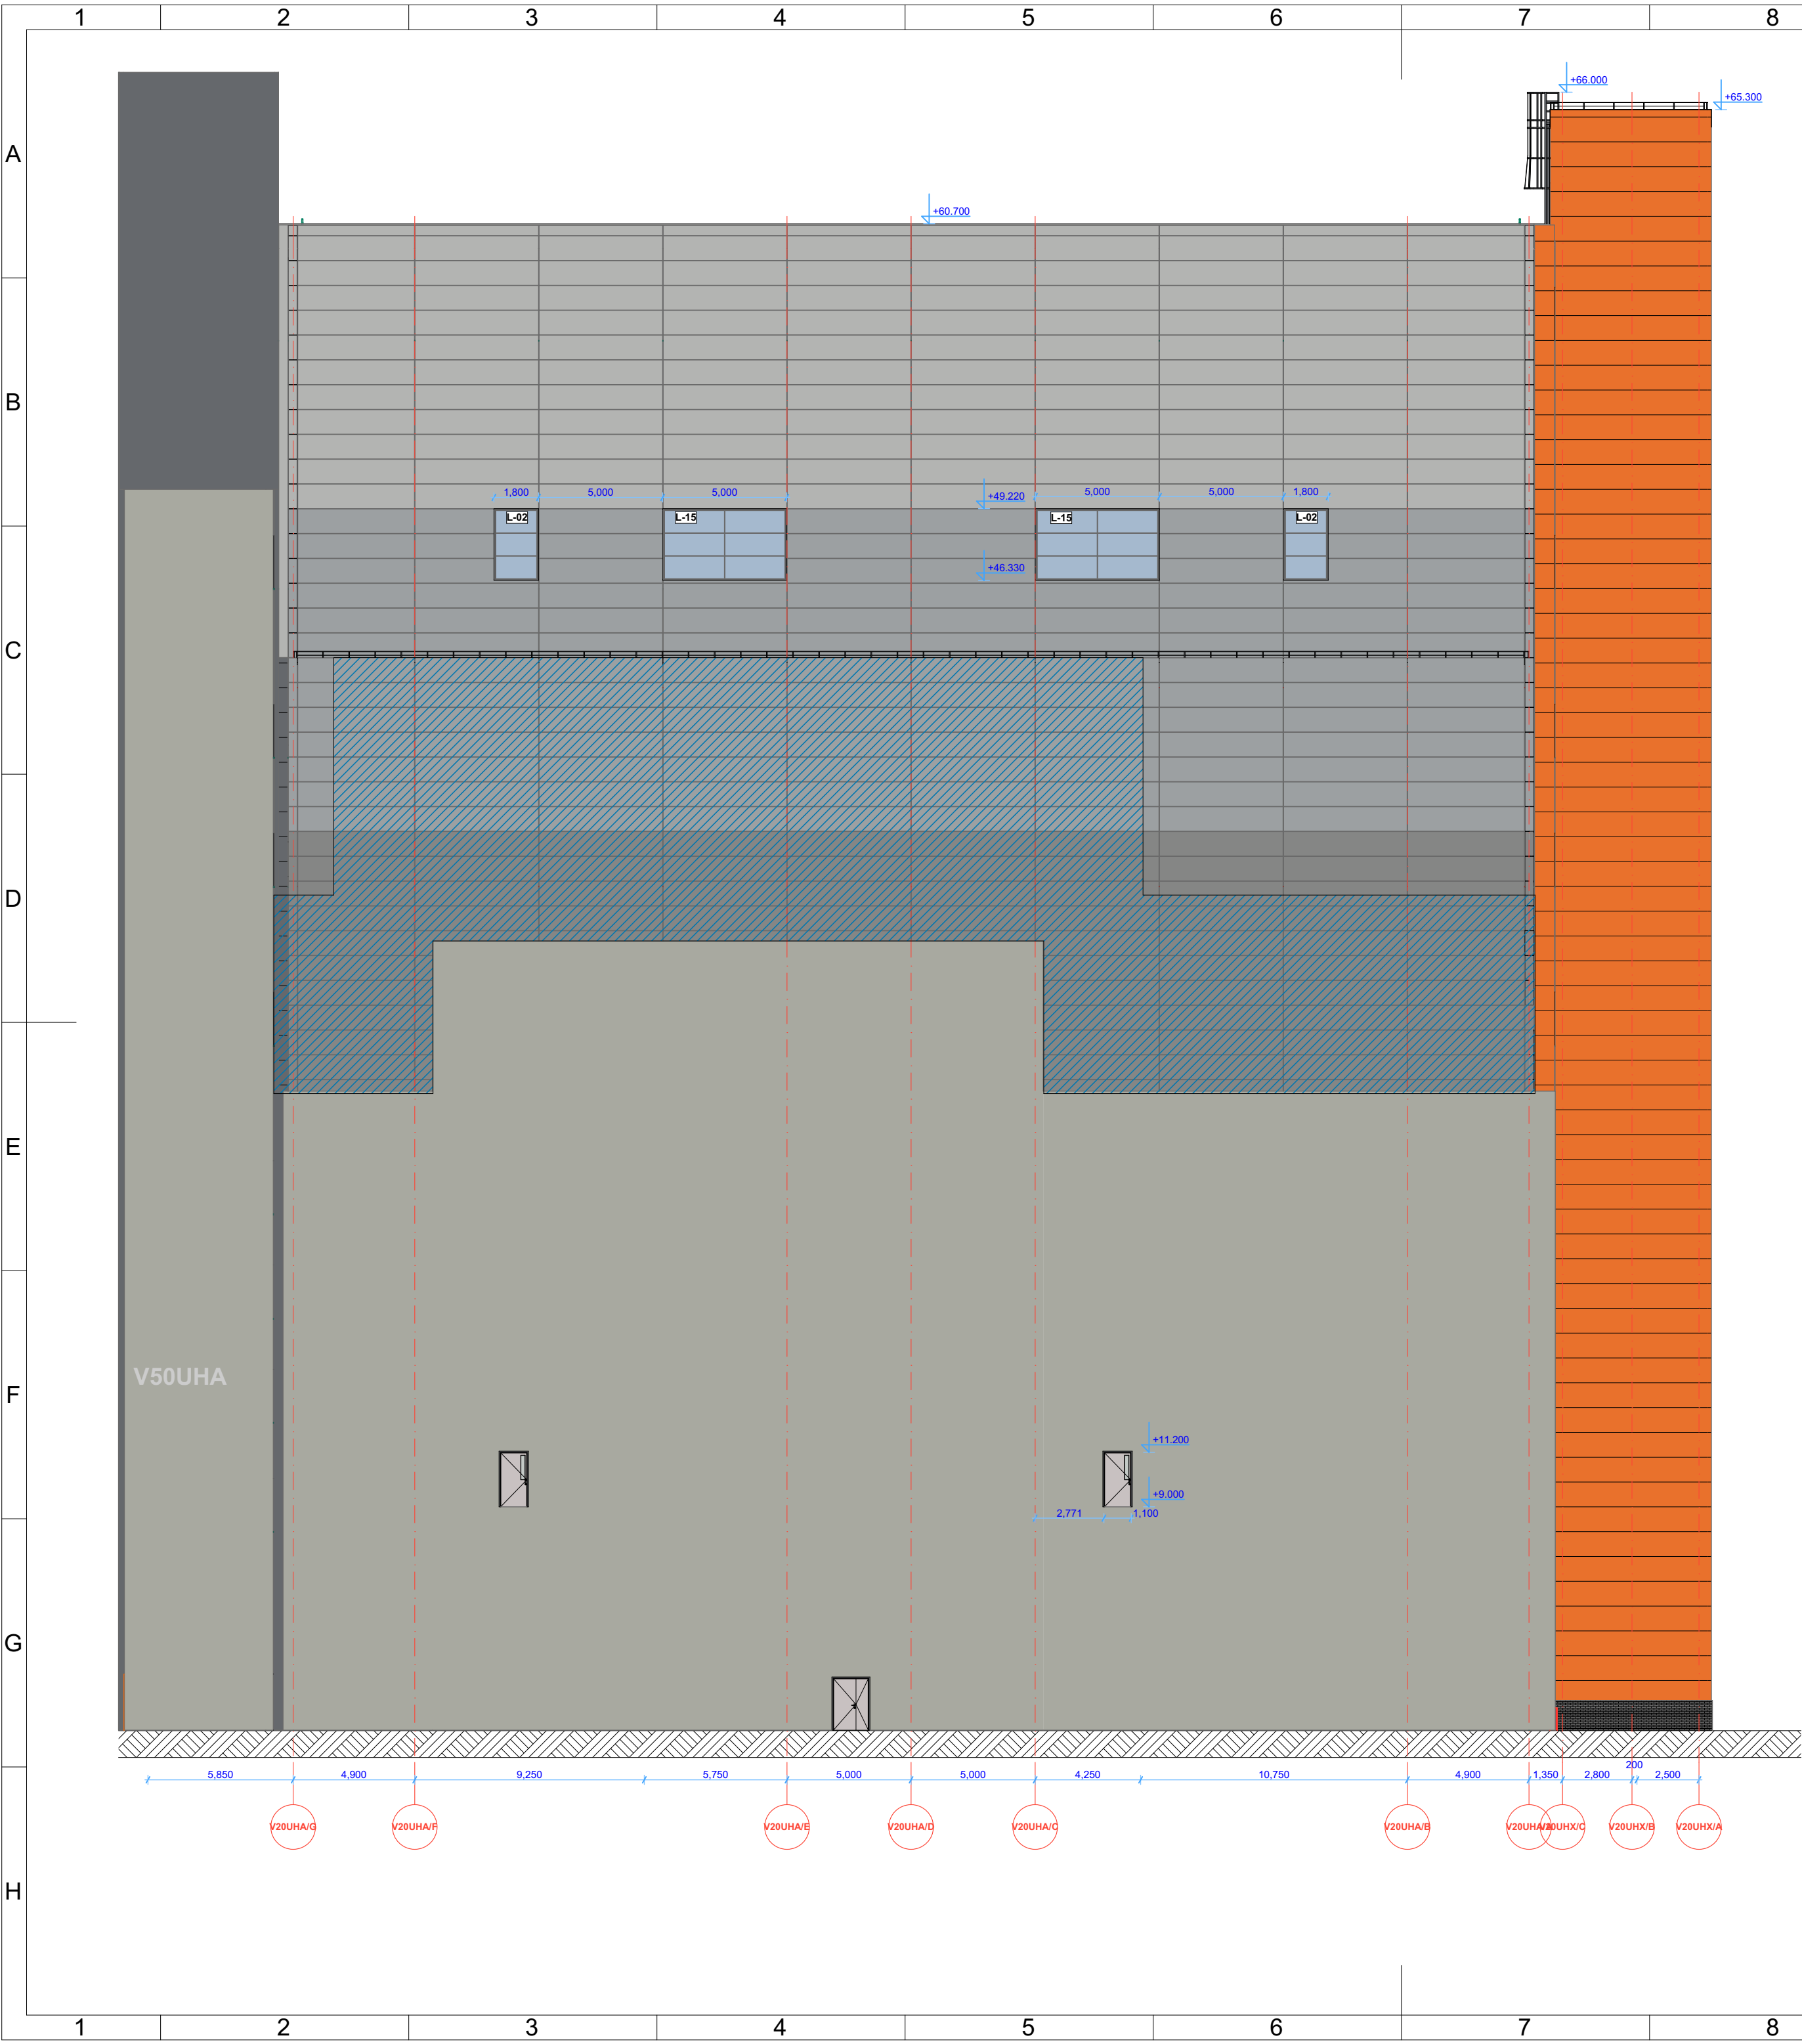 1 2 3 4 5 6 7 8
+66.000
+65.300
A
+60.700
B
1,800 5,000 5,000 +49.220 5,000 5,000 1,800
L-02 L-15 L-15 L-02
+46.330
C
D
E
V50UHA
F
+11.200
+9.000
2,771 1,100
G
200
5,850 4,900 9,250 5,750 5,000 5,000 4,250 10,750 4,900 1,350 2,800 2,500
V20UHA/G V20UHA/F V20UHA/E V20UHA/D V20UHA/C V20UHA/B V20UHX/C V20UHX/B V20UHX/A
H
1 2 3 4 5 6 7 8